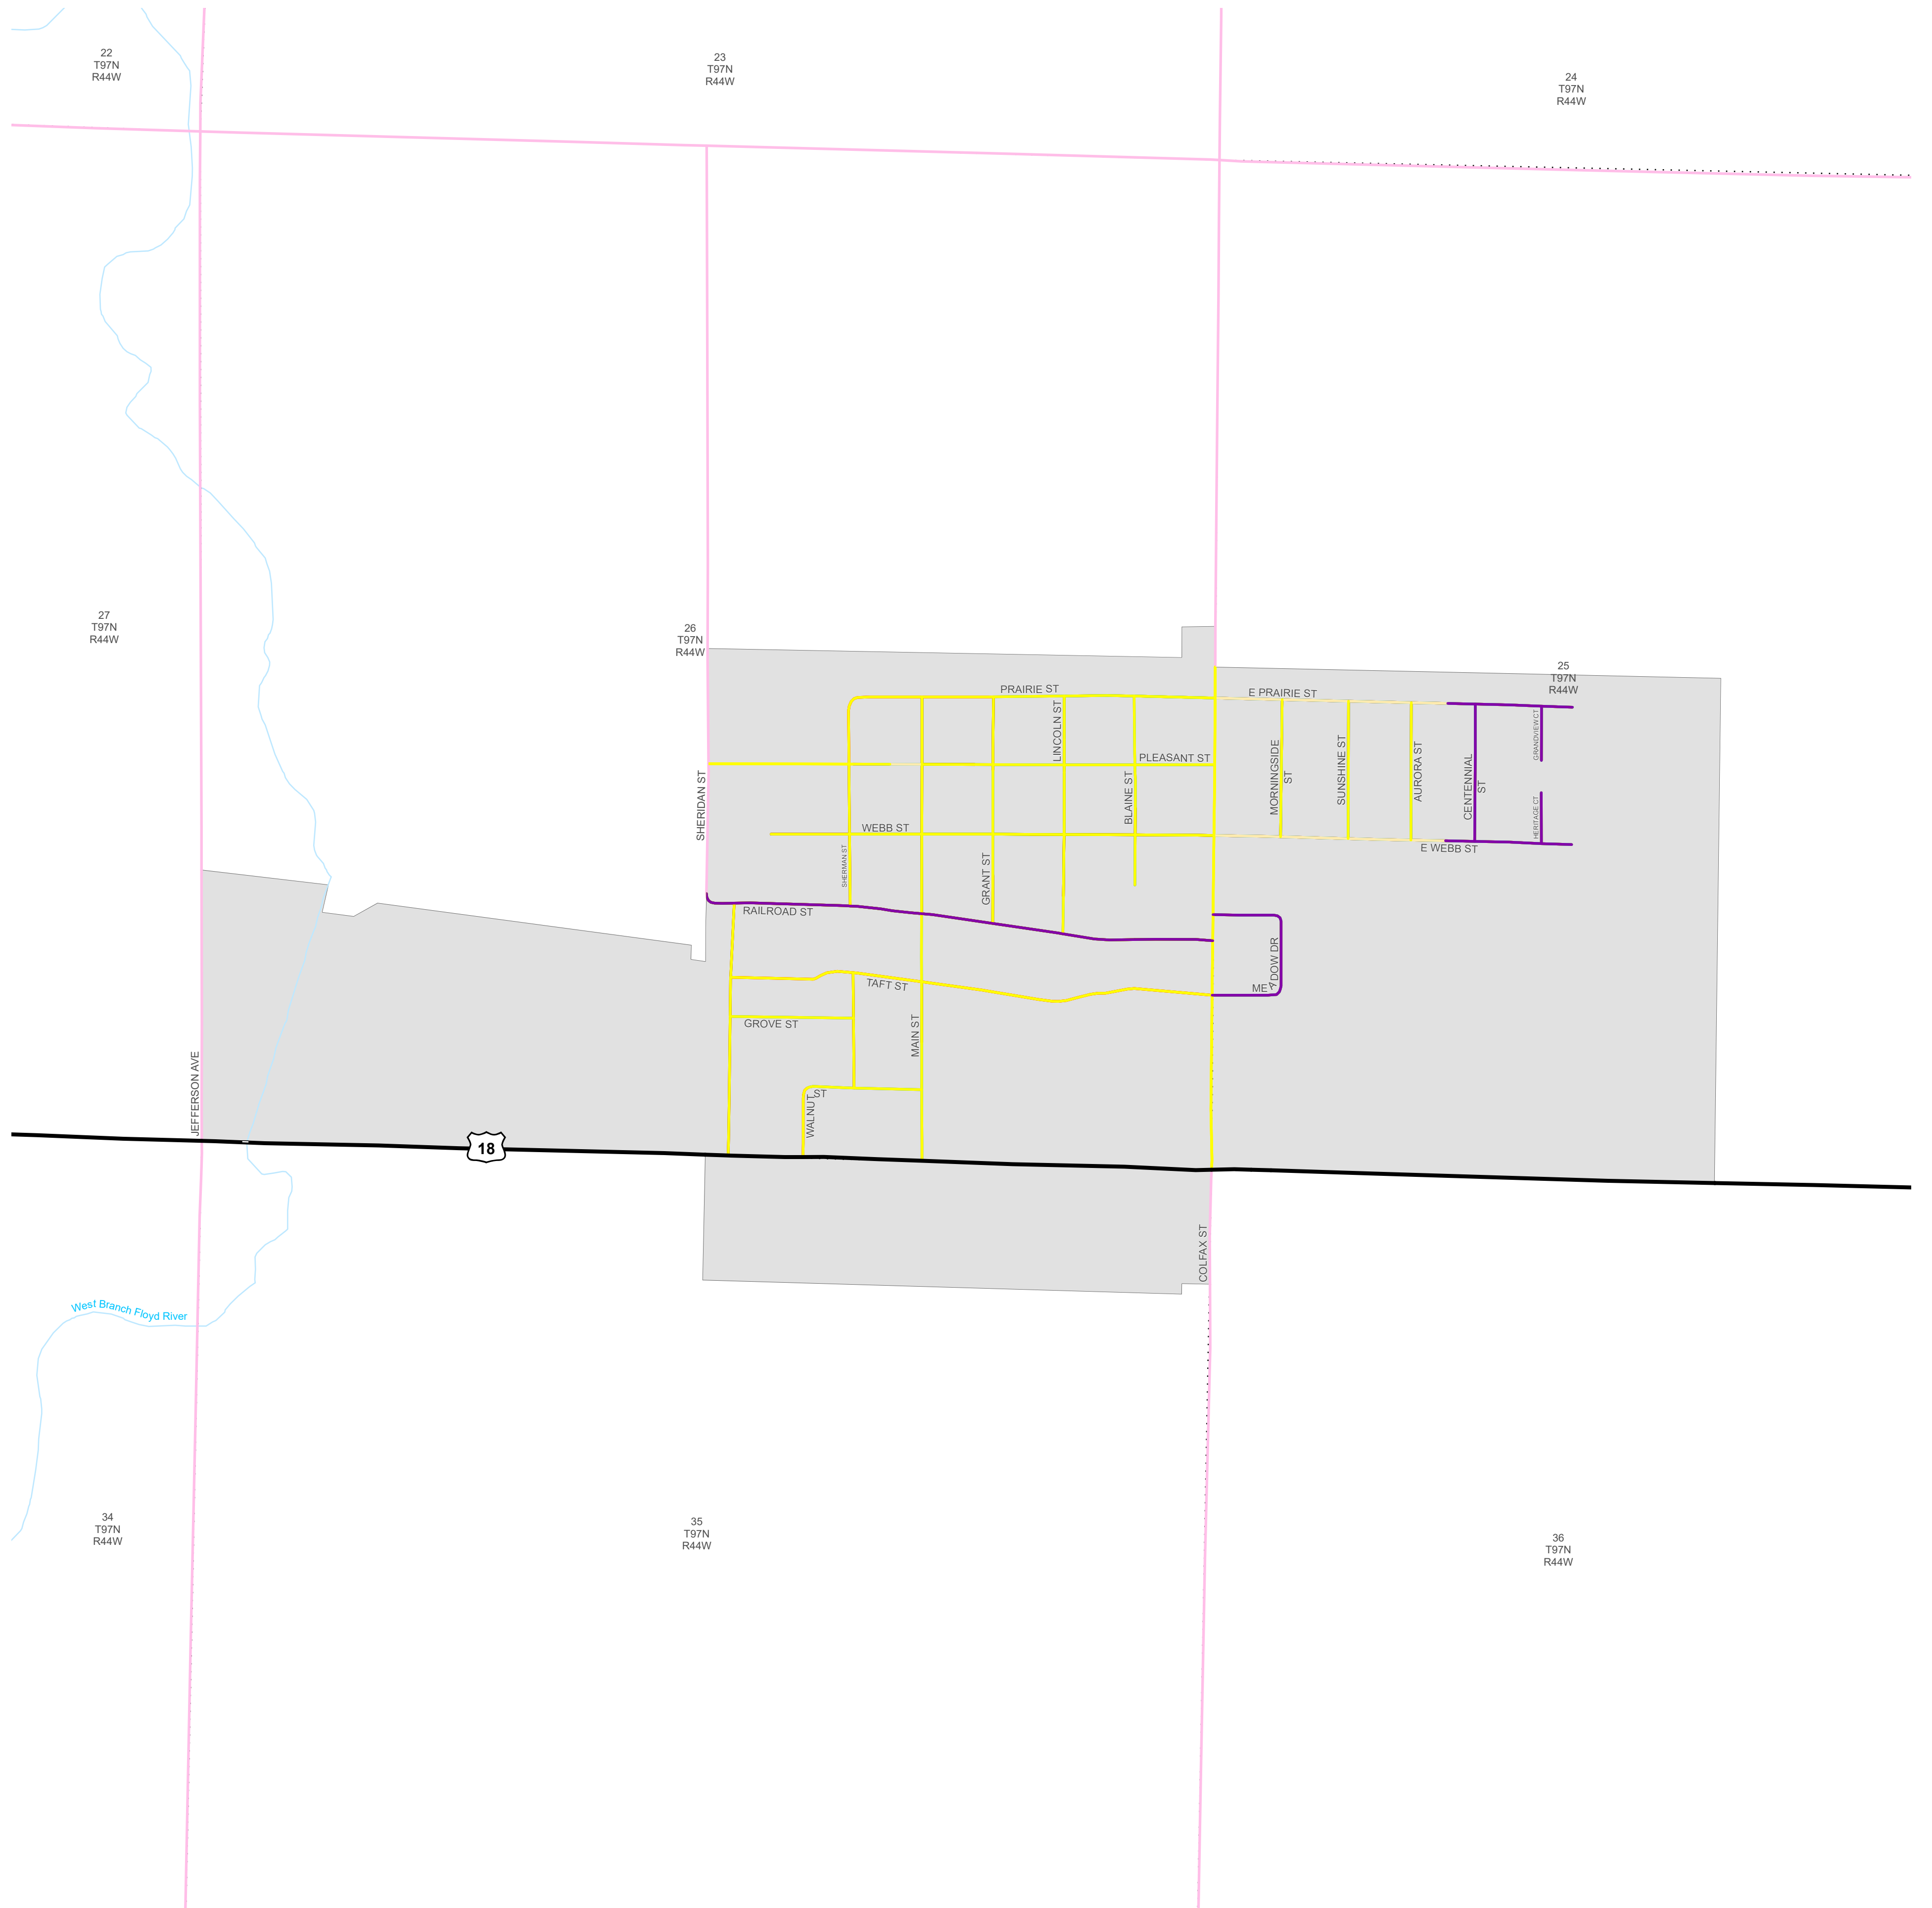 22
T97N
R44W
23
T97N
R44W
24
T97N
R44W
27
T97N
R44W
26
T97N
R44W
25
T97N
R44W
PRAIRIE ST
E PRAIRIE ST
LINCOLN ST
GRANDVIEW CT
PLEASANT ST
MORNINGSIDE
ST
SUNSHINE ST
AURORA ST
CENTENNIAL
ST
SHERIDAN ST
BLAINE ST
HERITAGE CT
WEBB ST
E WEBB ST
SHERMAN ST
GRANT ST
RAILROAD ST
MEADOW DR
TAFT ST
GROVE ST
MAIN ST
JEFFERSON AVE
WALNUT
ST
18
COLFAX ST
West Branch Floyd River
34
T97N
R44W
35
T97N
R44W
36
T97N
R44W